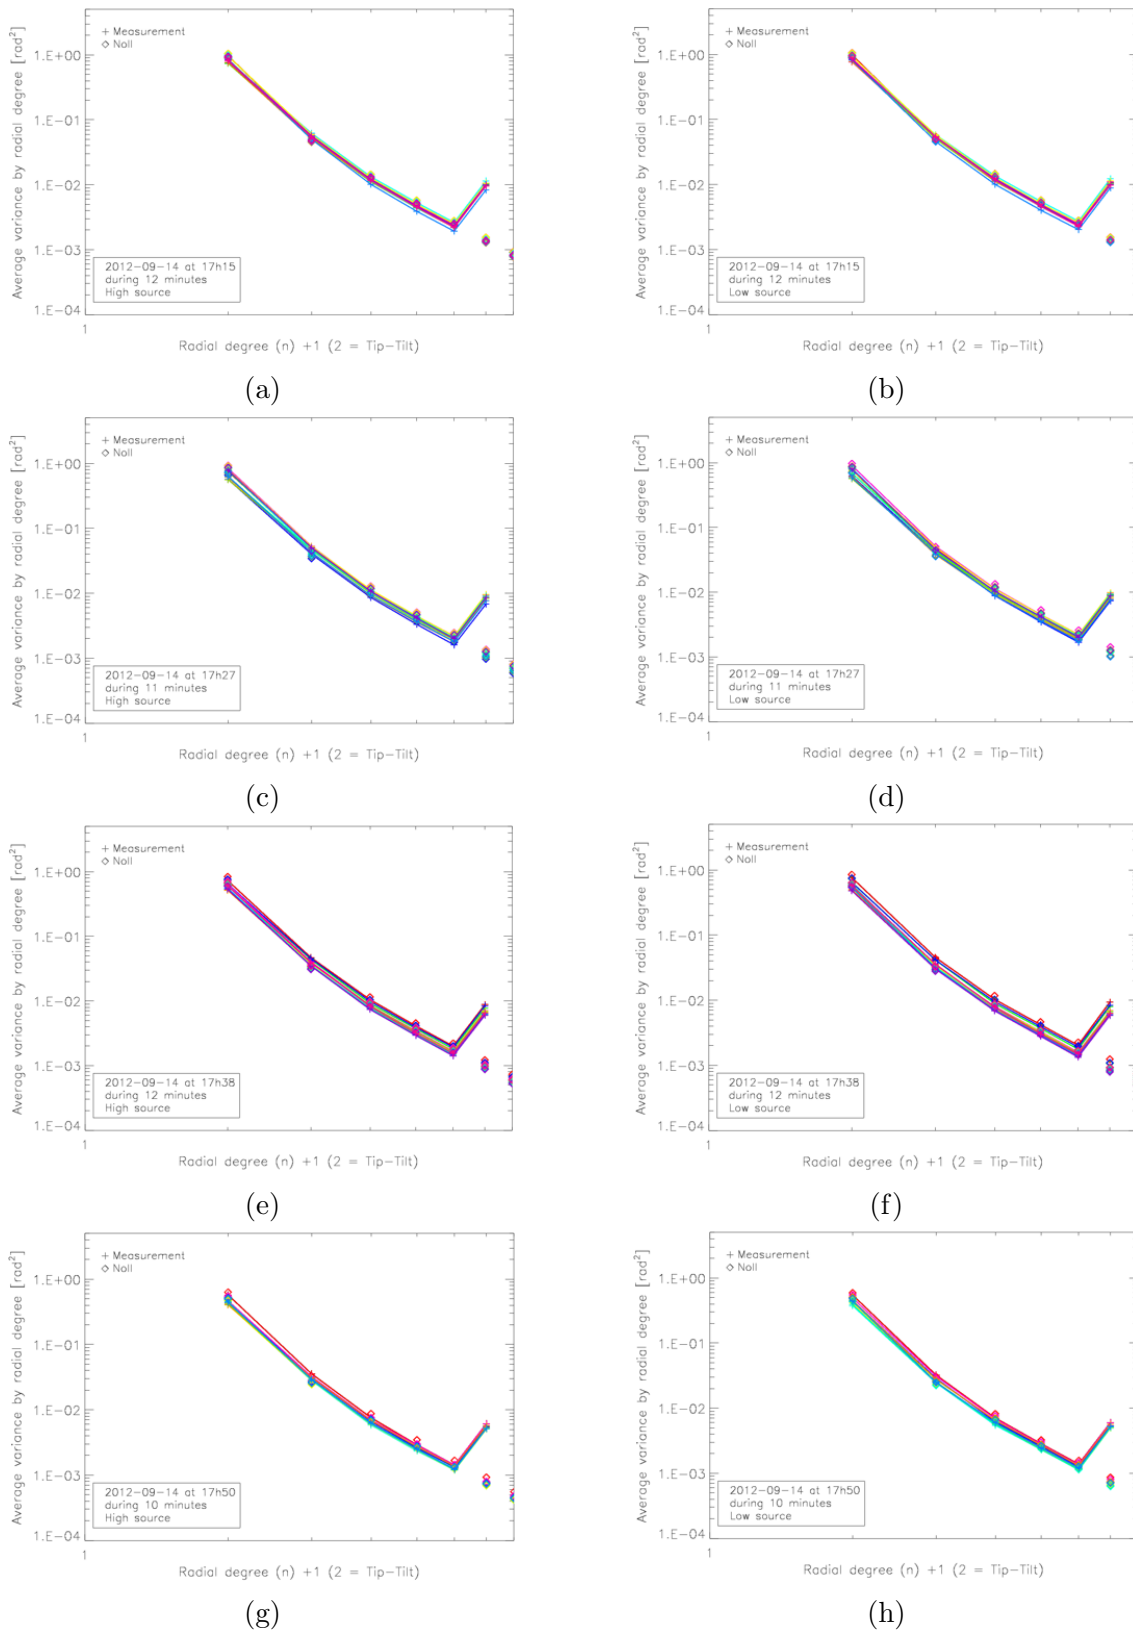 + Measurement
◇ Noll
Average variance by radial degree [rad²]
1.E+00
1.E−01
1.E−02
1.E−03
1.E−04
2012−09−14 at 17h15
during 12 minutes
High source
1
Radial degree (n) +1 (2 = Tip−Tilt)
(a)
+ Measurement
◇ Noll
Average variance by radial degree [rad²]
1.E+00
1.E−01
1.E−02
1.E−03
1.E−04
2012−09−14 at 17h15
during 12 minutes
Low source
1
Radial degree (n) +1 (2 = Tip−Tilt)
(b)
+ Measurement
◇ Noll
Average variance by radial degree [rad²]
1.E+00
1.E−01
1.E−02
1.E−03
1.E−04
2012−09−14 at 17h27
during 11 minutes
High source
1
Radial degree (n) +1 (2 = Tip−Tilt)
(c)
+ Measurement
◇ Noll
Average variance by radial degree [rad²]
1.E+00
1.E−01
1.E−02
1.E−03
1.E−04
2012−09−14 at 17h27
during 11 minutes
Low source
1
Radial degree (n) +1 (2 = Tip−Tilt)
(d)
+ Measurement
◇ Noll
Average variance by radial degree [rad²]
1.E+00
1.E−01
1.E−02
1.E−03
1.E−04
2012−09−14 at 17h38
during 12 minutes
High source
1
Radial degree (n) +1 (2 = Tip−Tilt)
(e)
+ Measurement
◇ Noll
Average variance by radial degree [rad²]
1.E+00
1.E−01
1.E−02
1.E−03
1.E−04
2012−09−14 at 17h38
during 12 minutes
Low source
1
Radial degree (n) +1 (2 = Tip−Tilt)
(f)
+ Measurement
◇ Noll
Average variance by radial degree [rad²]
1.E+00
1.E−01
1.E−02
1.E−03
1.E−04
2012−09−14 at 17h50
during 10 minutes
High source
1
Radial degree (n) +1 (2 = Tip−Tilt)
(g)
+ Measurement
◇ Noll
Average variance by radial degree [rad²]
1.E+00
1.E−01
1.E−02
1.E−03
1.E−04
2012−09−14 at 17h50
during 10 minutes
Low source
1
Radial degree (n) +1 (2 = Tip−Tilt)
(h)